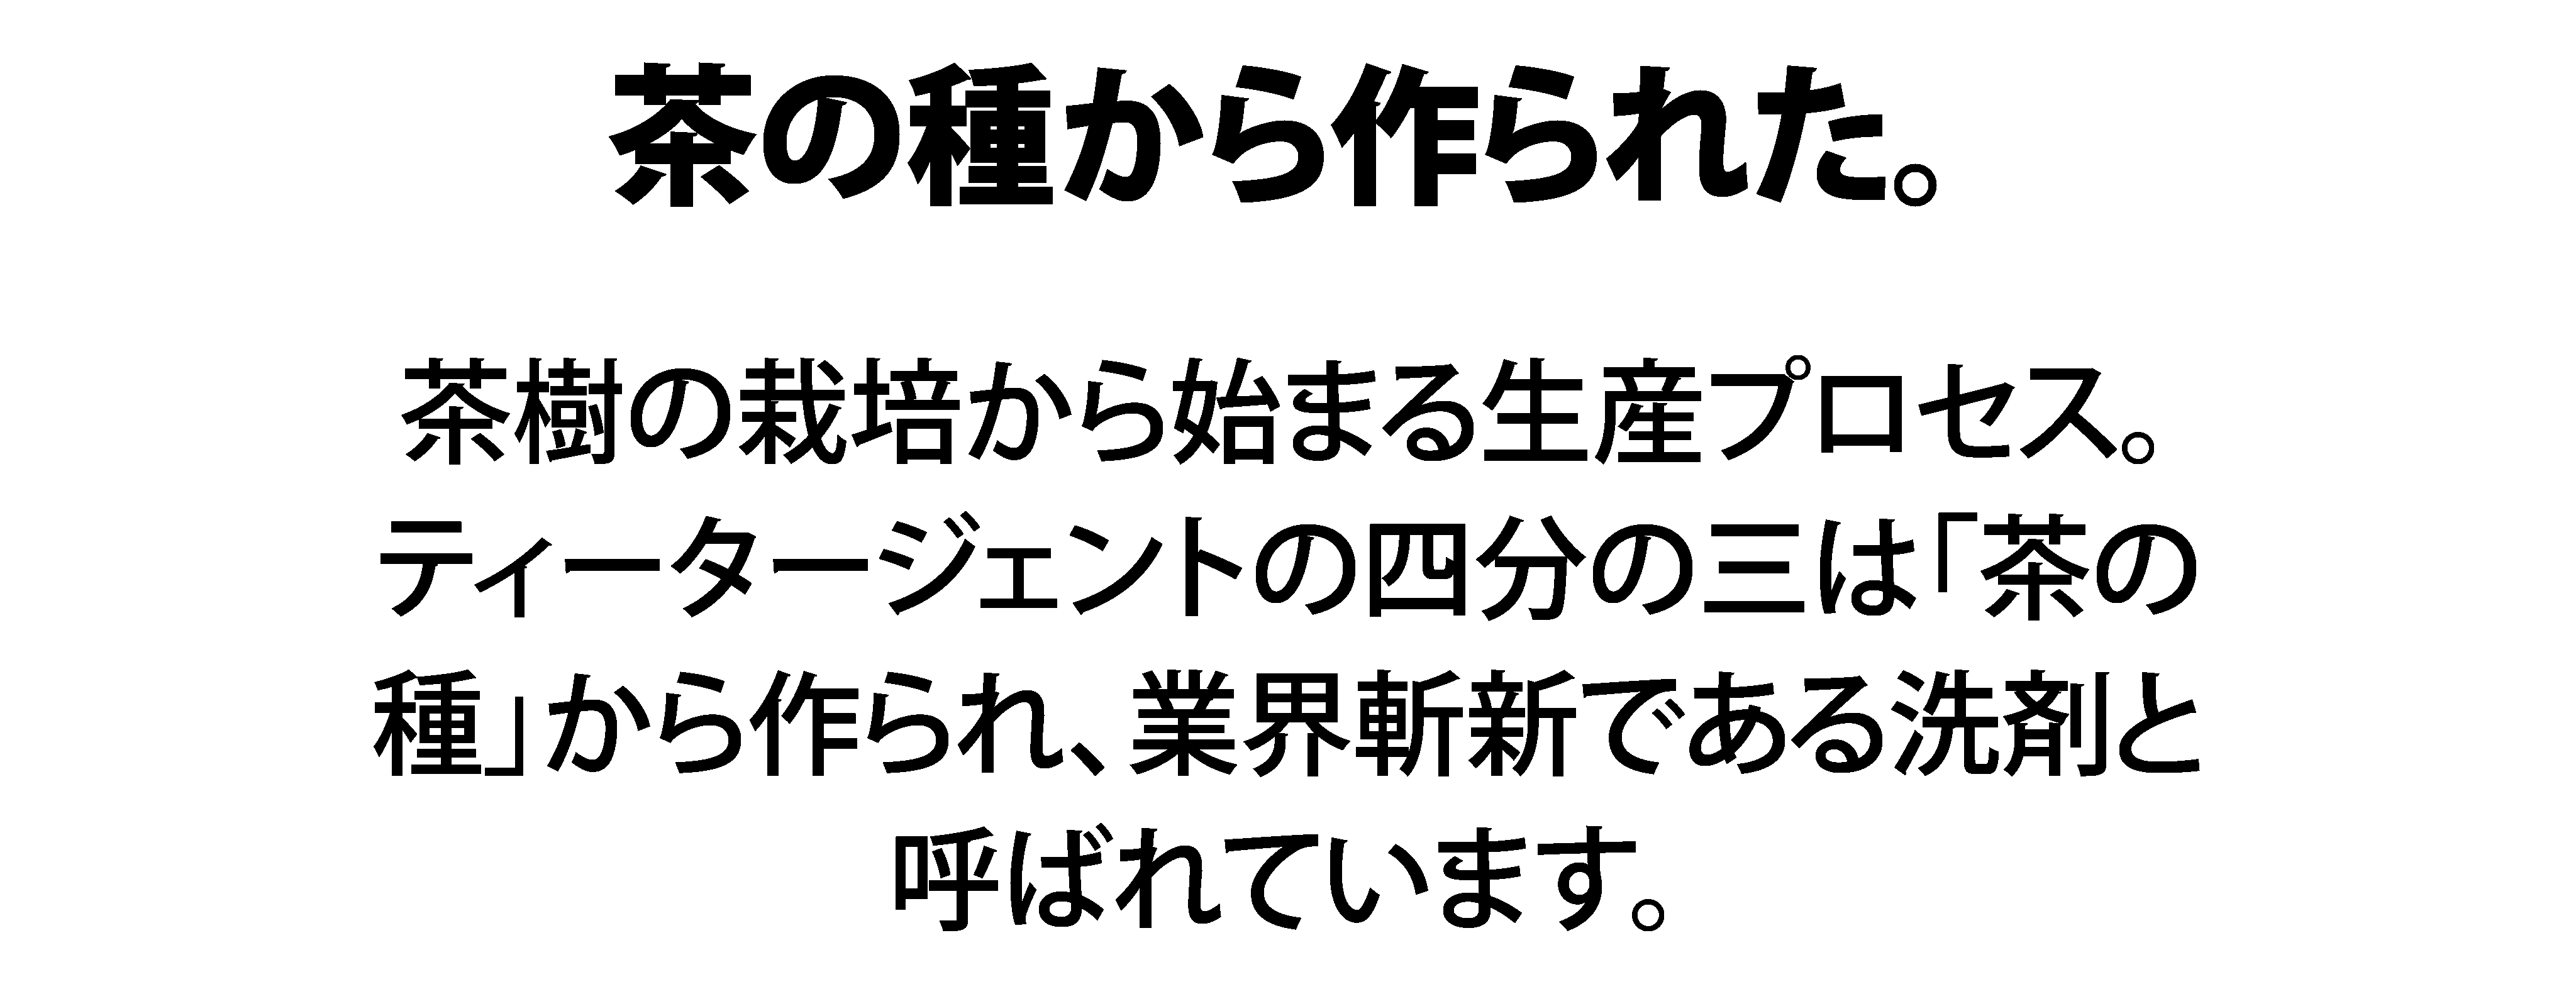 茶の種から作られた。
茶樹の栽培から始まる生産プロセス。
ティータージェントの四分の三は「茶の
種」から作られ、業界斬新である洗剤と
呼ばれています。